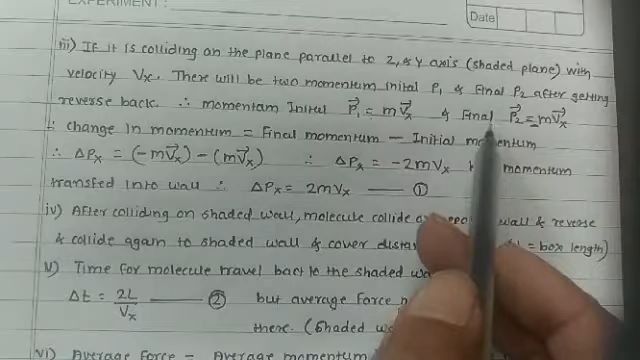 EXPERIMENT:
Date
iii) If it is colliding on the plane parallel to Z, & Y axis (shaded plane) with
velocity Vx. There will be two momentum inital P1 & Final P2 after getting
reverse back. ∴ momentam Initial P⃗1 = mV⃗x & Final P⃗2 = -mV⃗x
∴ change in momentum = Final momentum - Initial momentum
∴ ΔPx = (-mV⃗x) - (mV⃗x) ∴ ΔPx = -2mVx momentum
transfed into wall ∴ ΔPx = 2mVx — ①
iv) After colliding on shaded wall, molecule collide wall & reverse
& collide again to shaded wall & cover = box length)
v) Time for molecule travel bact to the shaded
Δt = 2L/Vx — ② but average force
there. (Shaded
vi) Average force = Average momentum